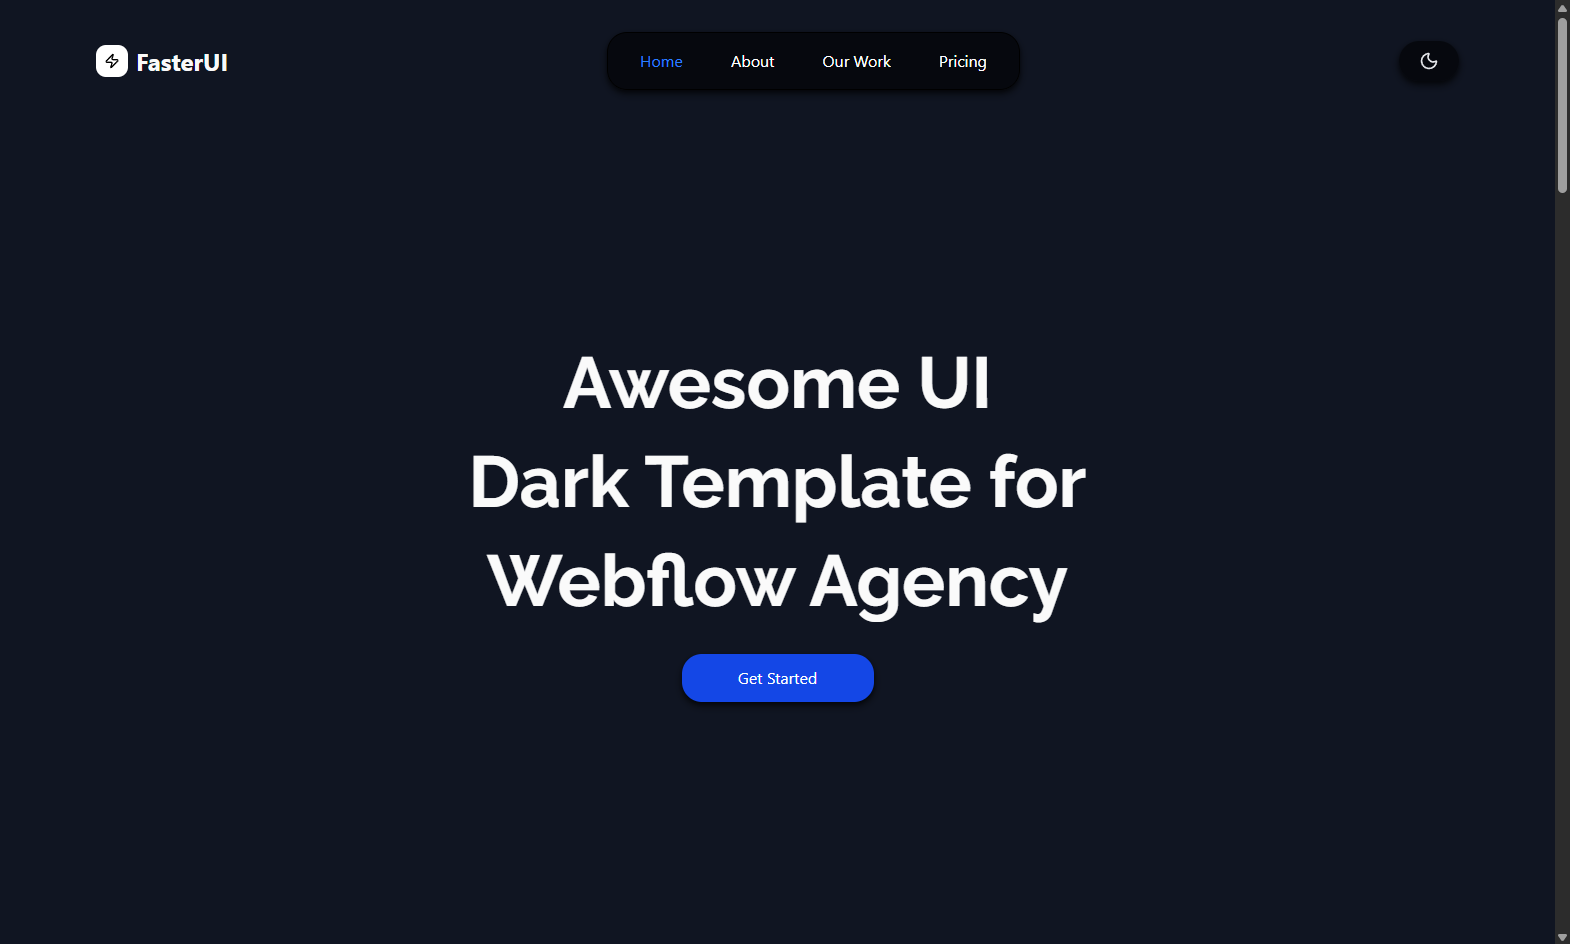 FasterUI
Home About Our Work Pricing
Awesome UI
Dark Template for
Webflow Agency
Get Started